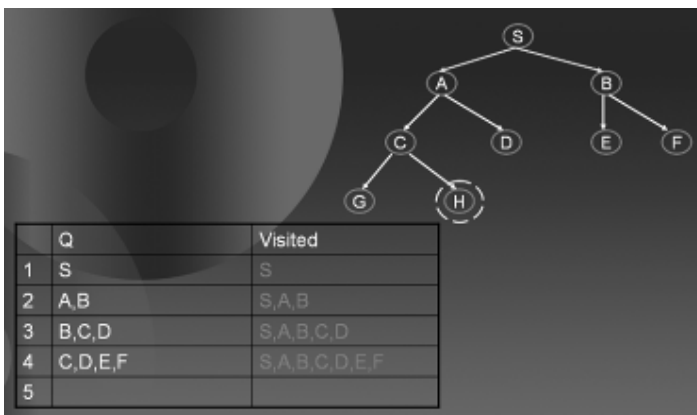 S
A B
C D E F
G H
Q Visited
1 S S
2 A,B S,A,B
3 B,C,D S,A,B,C,D
4 C,D,E,F S,A,B,C,D,E,F
5